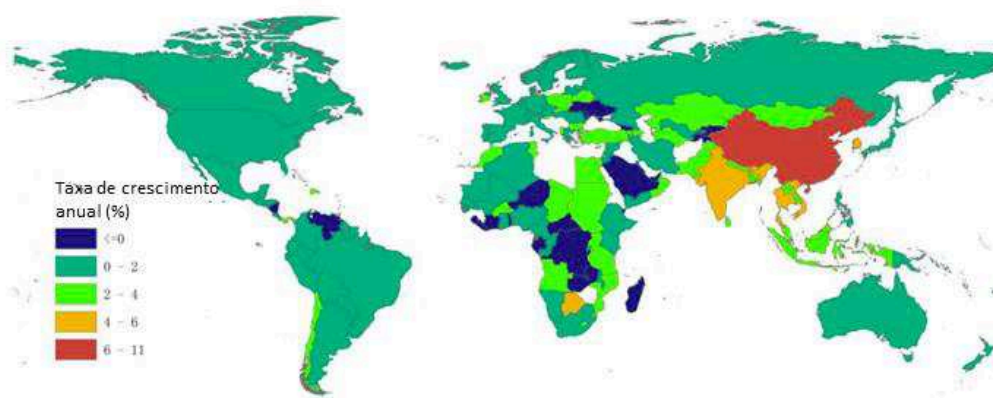 Taxa de crescimento
anual (%)
<=0
0 - 2
2 - 4
4 - 6
6 - 11